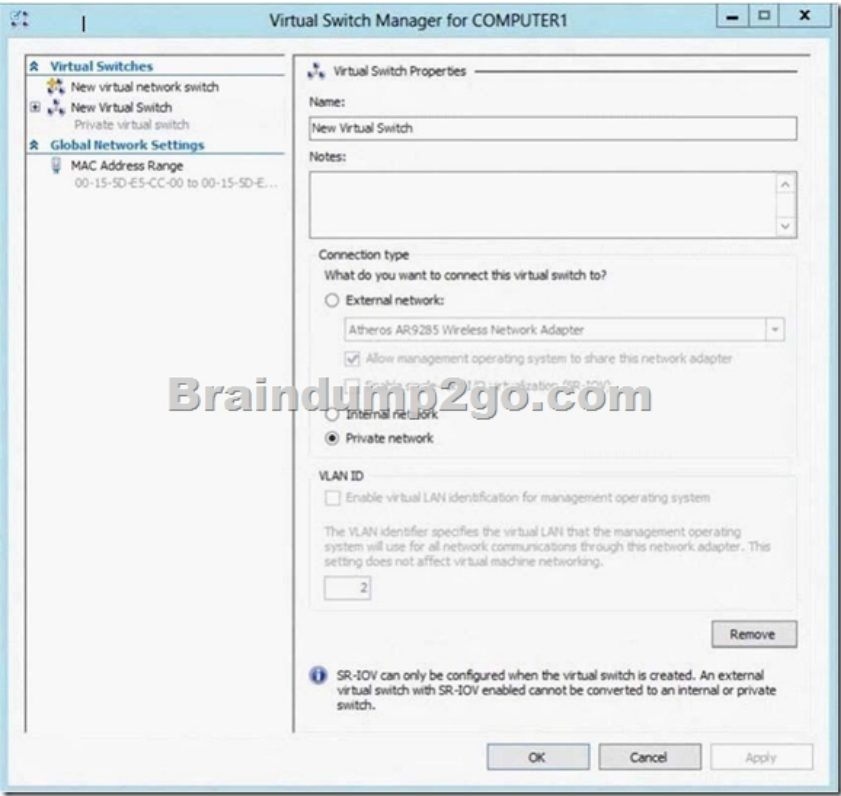 Virtual Switch Manager for COMPUTER1
Virtual Switches
New virtual network switch
New Virtual Switch
Private virtual switch
Global Network Settings
MAC Address Range
00-15-5D-E5-CC-00 to 00-15-5D-E...
Virtual Switch Properties
Name:
New Virtual Switch
Notes:
Connection type
What do you want to connect this virtual switch to?
External network:
Atheros AR9285 Wireless Network Adapter
Allow management operating system to share this network adapter
Enable I/O virtualization (SR-IOV)
Braindump2go.com
Internal network
Private network
VLAN ID
Enable virtual LAN identification for management operating system
The VLAN identifier specifies the virtual LAN that the management operating
system will use for all network communications through this network adapter. This
setting does not affect virtual machine networking.
2
Remove
SR-IOV can only be configured when the virtual switch is created. An external
virtual switch with SR-IOV enabled cannot be converted to an internal or private
switch.
OK
Cancel
Apply